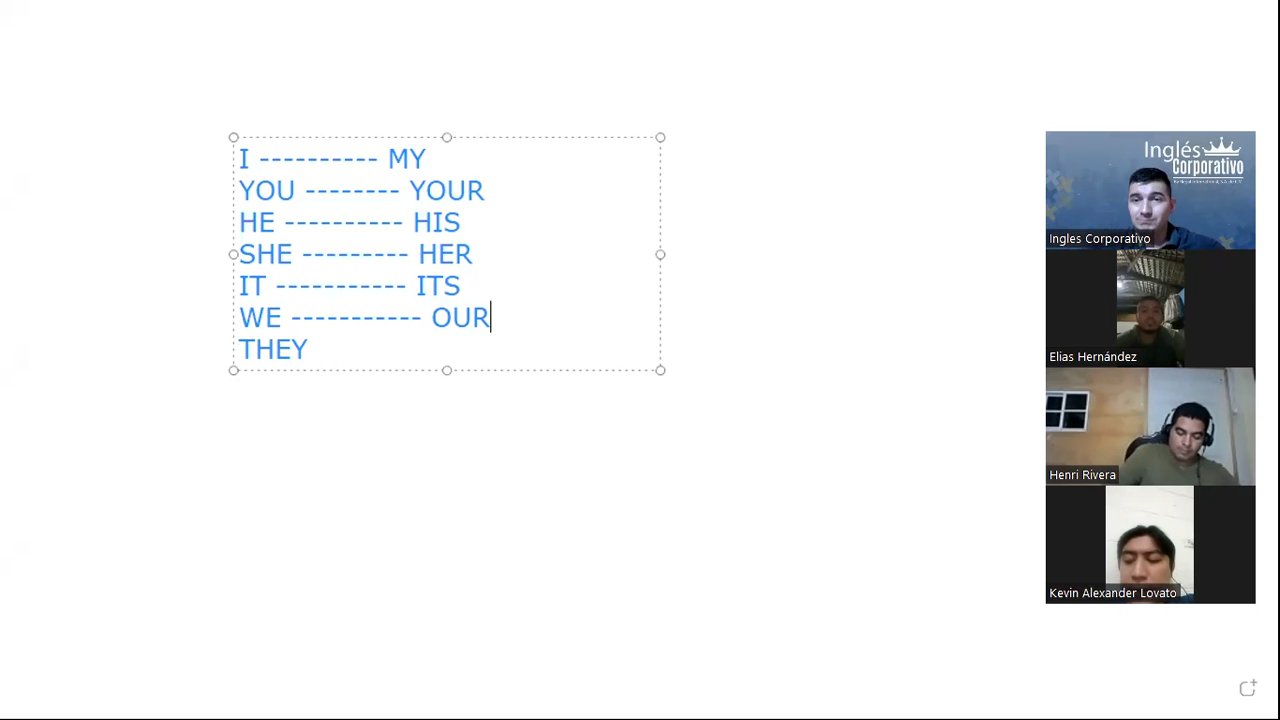 I ---------- MY
YOU -------- YOUR
HE ---------- HIS
SHE --------- HER
IT ----------- ITS
WE ----------- OUR
THEY
Inglés
Corporativo
Ingles Corporativo
Elias Hernández
Henri Rivera
Kevin Alexander Lovato